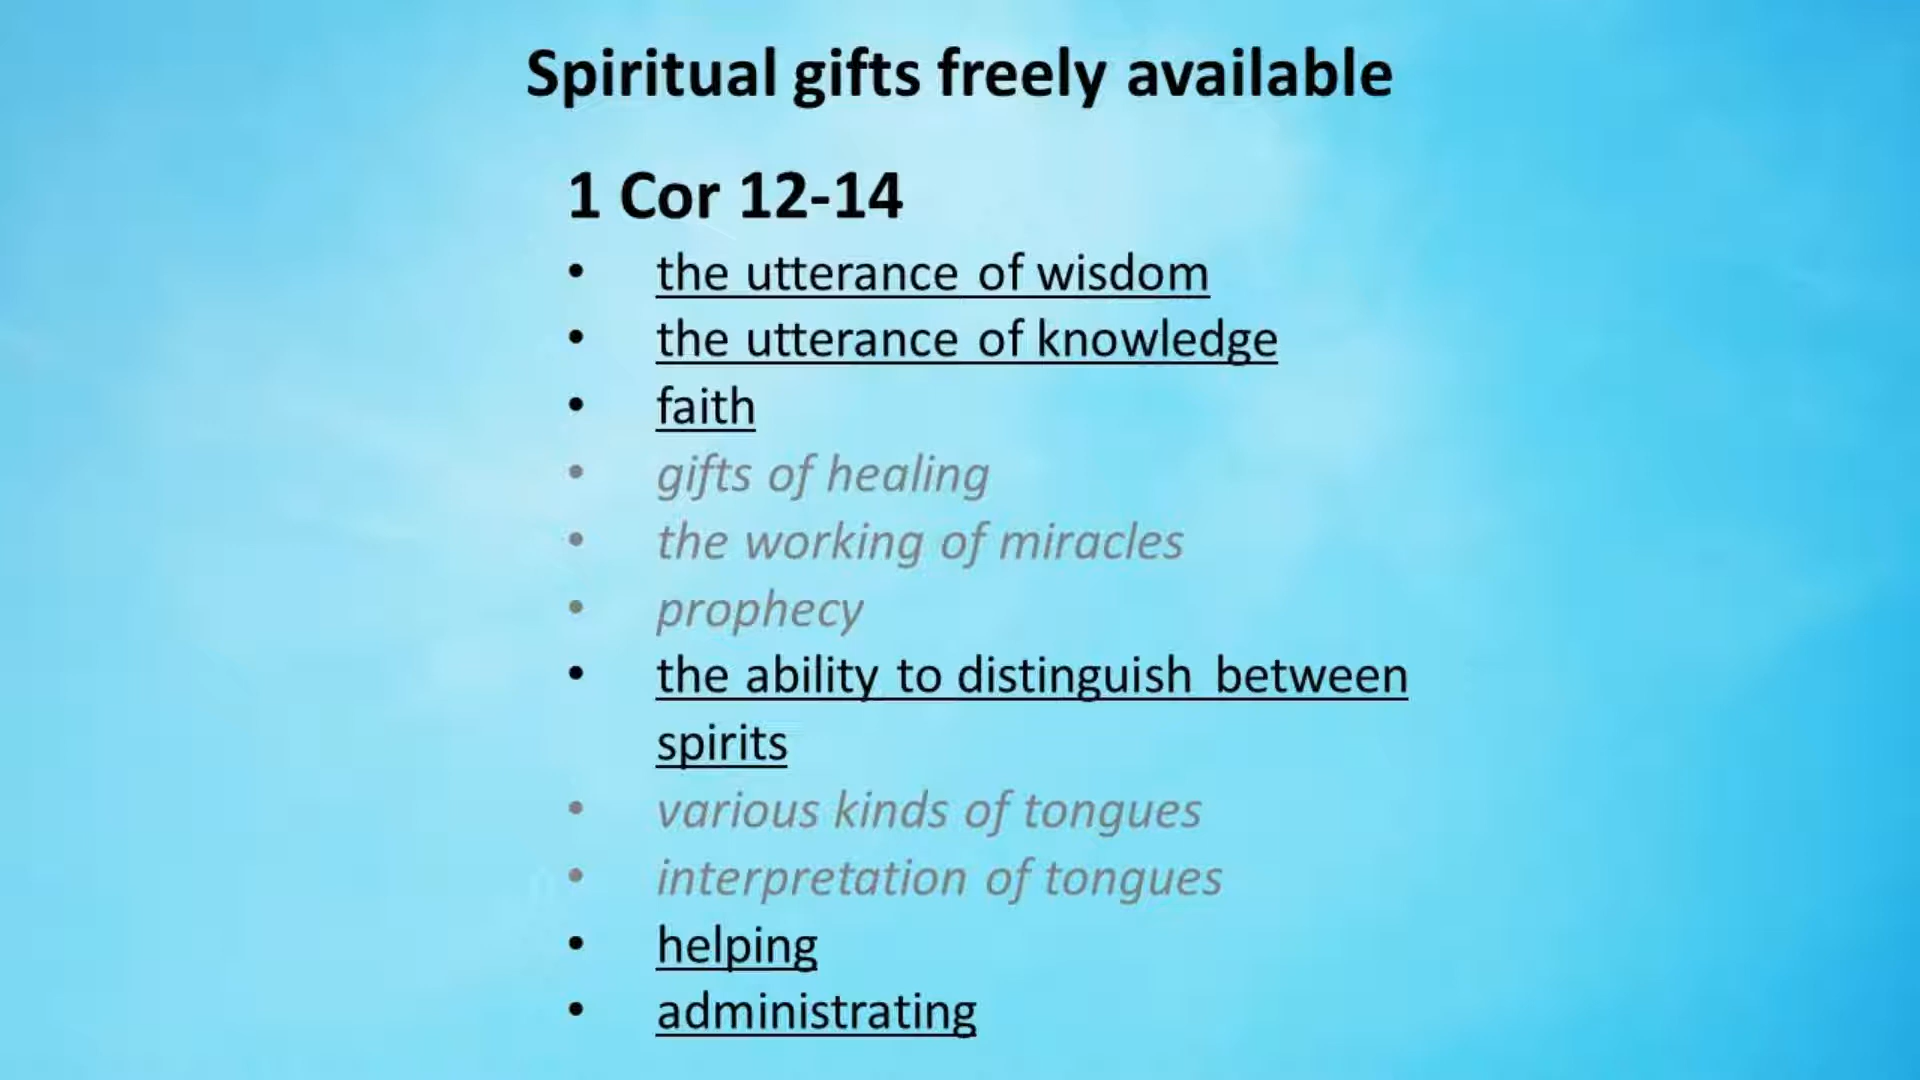 Spiritual gifts freely available
1 Cor 12-14
• the utterance of wisdom
• the utterance of knowledge
• faith
• gifts of healing
• the working of miracles
• prophecy
• the ability to distinguish between
spirits
• various kinds of tongues
• interpretation of tongues
• helping
• administrating